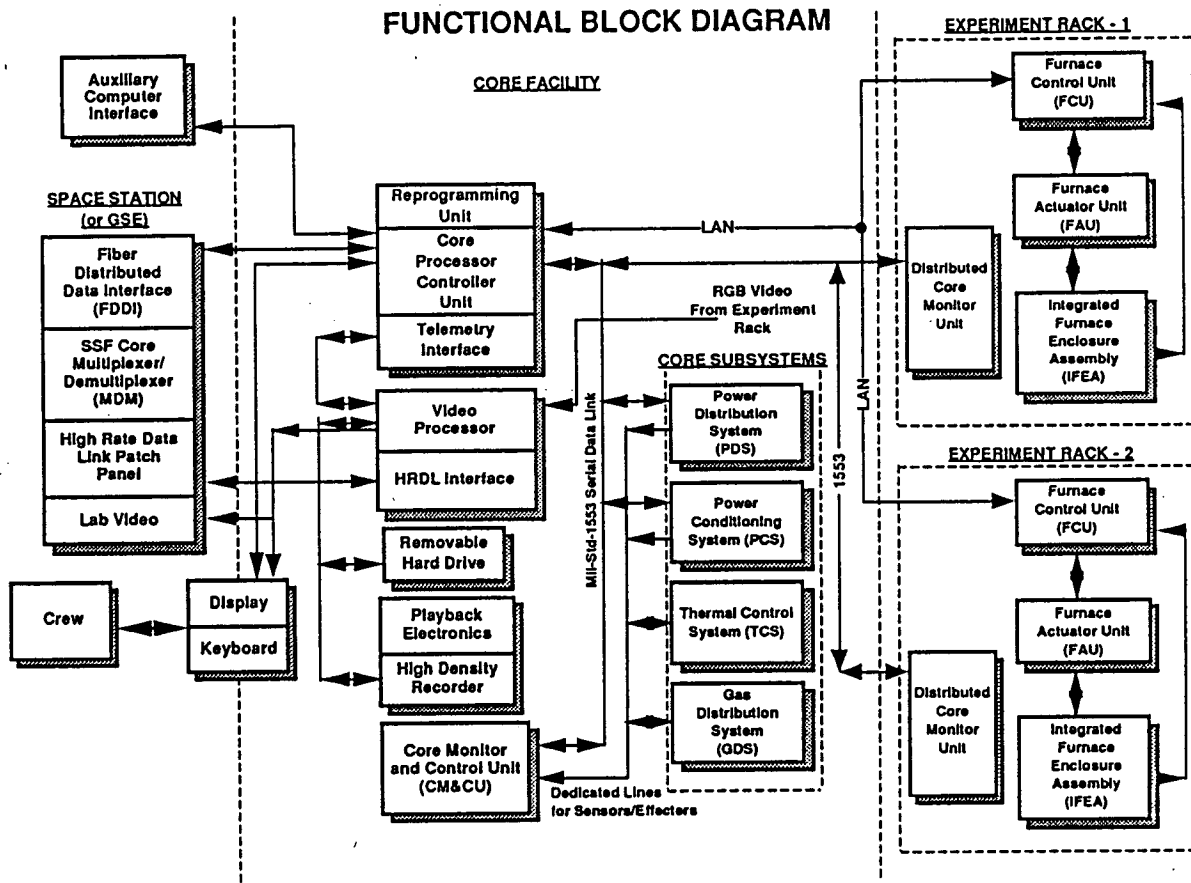 FUNCTIONAL BLOCK DIAGRAM
Auxiliary
Computer
Interface
SPACE STATION
(or GSE)
Fiber
Distributed
Data Interface
(FDDI)
SSF Core
Multiplexer/
Demultiplexer
(MDM)
High Rate Data
Link Patch
Panel
Lab Video
Crew
Display
Keyboard
CORE FACILITY
Reprogramming
Unit
Core
Processor
Controller
Unit
Telemetry
Interface
Video
Processor
HRDL Interface
Removable
Hard Drive
Playback
Electronics
High Density
Recorder
Core Monitor
and Control Unit
(CM&CU)
LAN
RGB Video
From Experiment
Rack
Mil-Std-1553 Serial Data Link
CORE SUBSYSTEMS
Power
Distribution
System
(PDS)
Power
Conditioning
System (PCS)
Thermal Control
System (TCS)
Gas
Distribution
System
(GDS)
Dedicated Lines
for Sensors/Effecters
1553
LAN
EXPERIMENT RACK - 1
Furnace
Control Unit
(FCU)
Furnace
Actuator Unit
(FAU)
Distributed
Core
Monitor
Unit
Integrated
Furnace
Enclosure
Assembly
(IFEA)
EXPERIMENT RACK - 2
Furnace
Control Unit
(FCU)
Furnace
Actuator Unit
(FAU)
Distributed
Core
Monitor
Unit
Integrated
Furnace
Enclosure
Assembly
(IFEA)